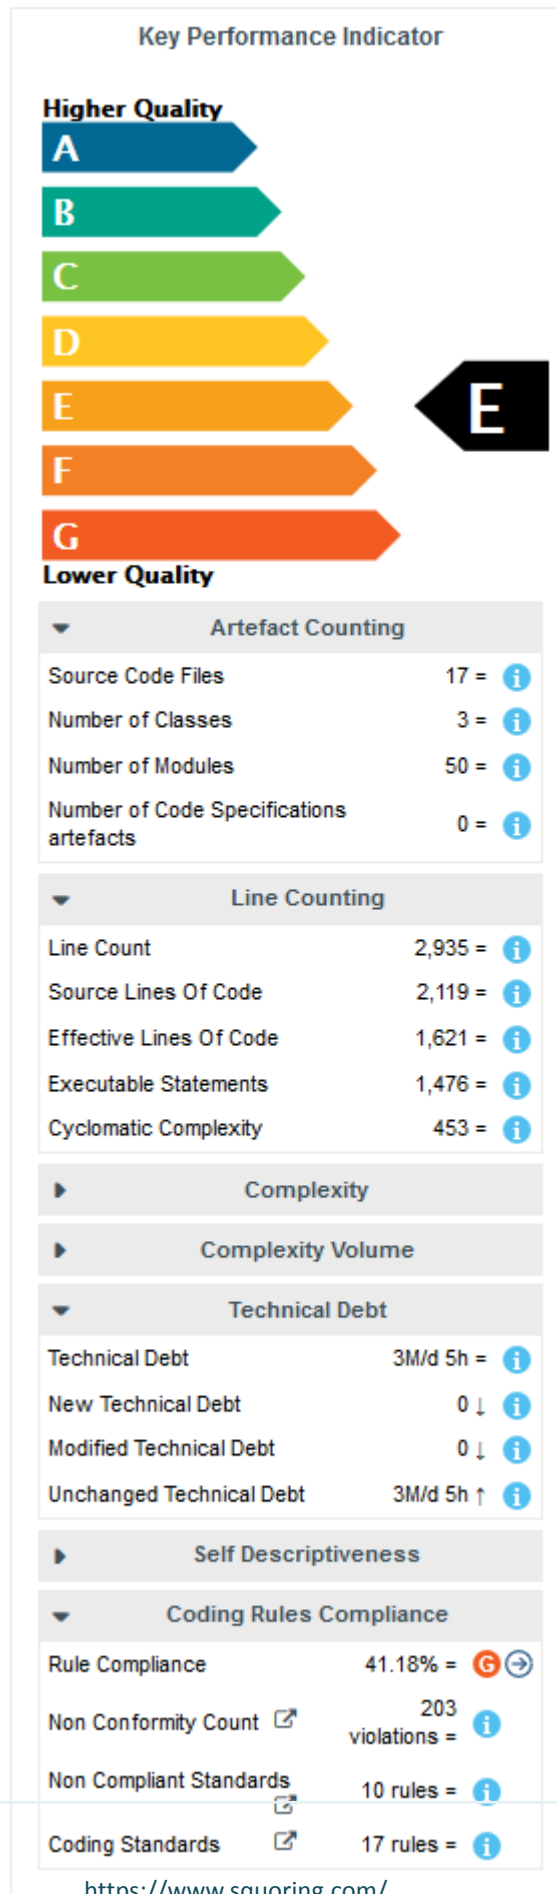 Key Performance Indicator
Higher Quality
A
B
C
D
E
E
F
G
Lower Quality
Artefact Counting
Source Code Files 17 =
Number of Classes 3 =
Number of Modules 50 =
Number of Code Specifications
artefacts 0 =
Line Counting
Line Count 2,935 =
Source Lines Of Code 2,119 =
Effective Lines Of Code 1,621 =
Executable Statements 1,476 =
Cyclomatic Complexity 453 =
Complexity
Complexity Volume
Technical Debt
Technical Debt 3M/d 5h =
New Technical Debt 0 ↓
Modified Technical Debt 0 ↓
Unchanged Technical Debt 3M/d 5h ↑
Self Descriptiveness
Coding Rules Compliance
Rule Compliance 41.18% = G
Non Conformity Count 203
violations =
Non Compliant Standards 10 rules =
Coding Standards 17 rules =
https://www.squoring.com/